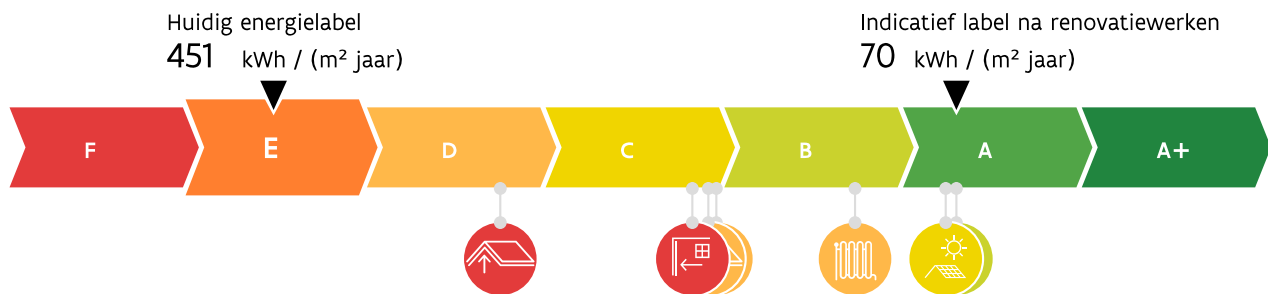 Huidig energielabel
451 kWh / (m² jaar)
Indicatief label na renovatiewerken
70 kWh / (m² jaar)
F
E
D
C
B
A
A+